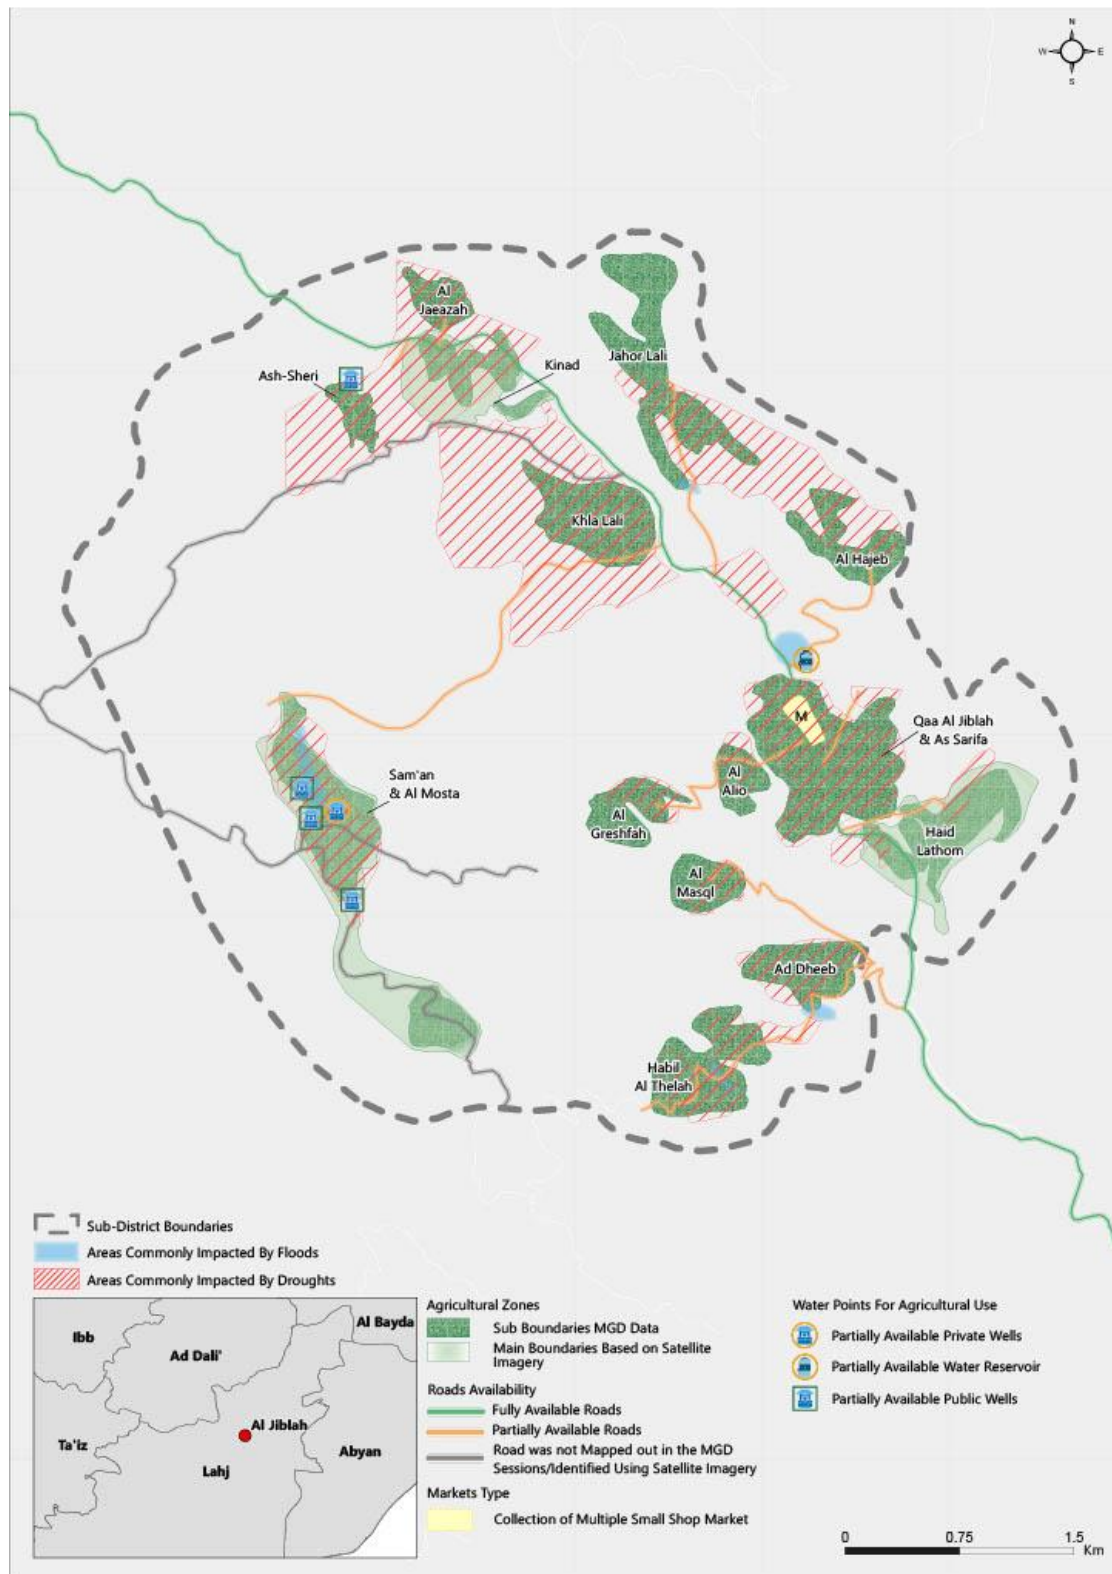 N
W
E
S
Al
Jaeazah
Ash-Sheri
Kinad
Jahor Lali
Khla Lali
Al Hajeb
M
Qaa Al Jiblah
& As Sarifa
Sam'an
& Al Mosta
Al
Alio
Al
Greshfah
Haid
Lathom
Al
Masql
Ad Dheeb
Habil
Al Thelah
Sub-District Boundaries
Areas Commonly Impacted By Floods
Areas Commonly Impacted By Droughts
Ibb
Ad Dali'
Al Bayda
Ta'iz
Al Jiblah
Lahj
Abyan
Agricultural Zones
Sub Boundaries MGD Data
Main Boundaries Based on Satellite
Imagery
Roads Availability
Fully Available Roads
Partially Available Roads
Road was not Mapped out in the MGD
Sessions/Identified Using Satellite Imagery
Markets Type
Collection of Multiple Small Shop Market
Water Points For Agricultural Use
Partially Available Private Wells
Partially Available Water Reservoir
Partially Available Public Wells
0 0.75 1.5
Km